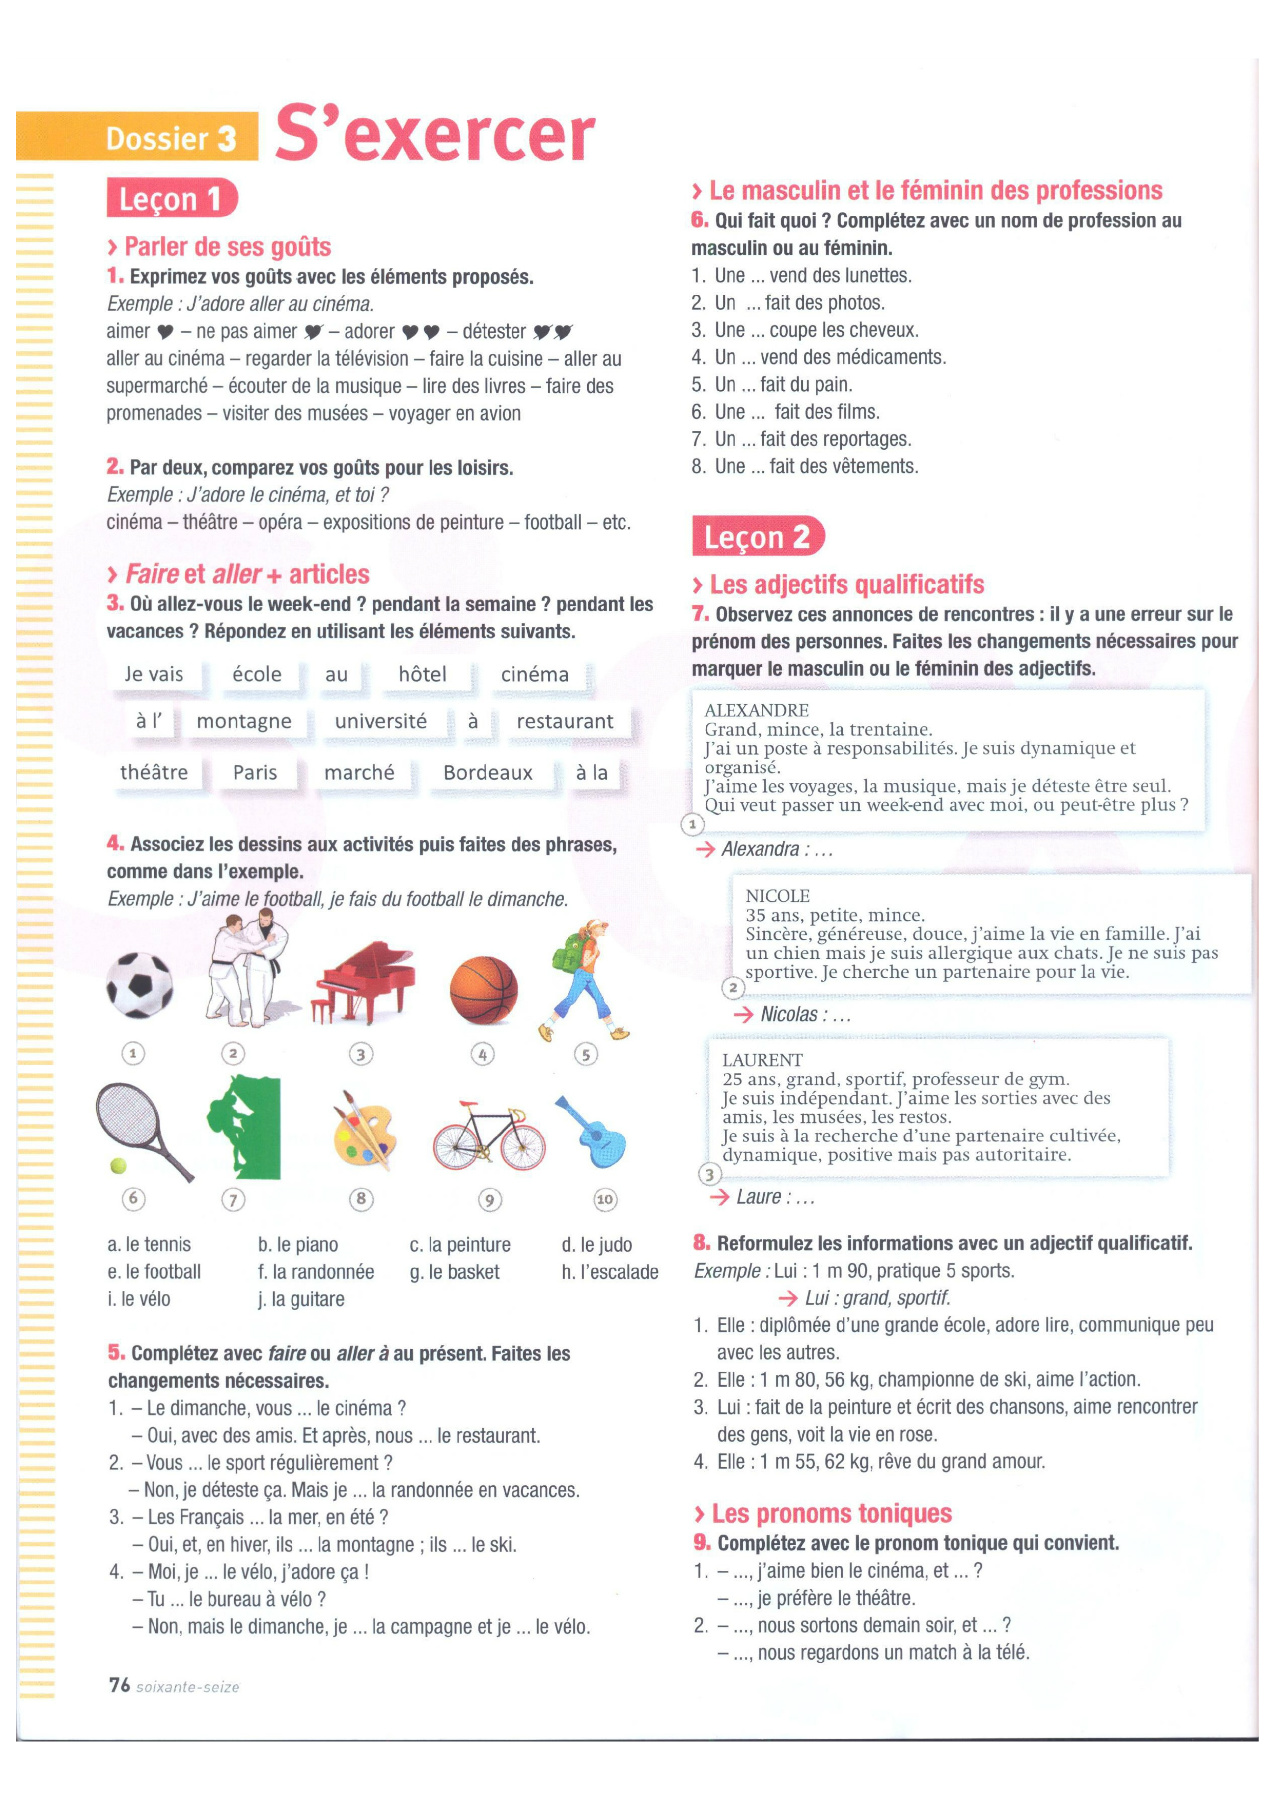 Dossier 3 S'exercer
Leçon 1
› Parler de ses goûts
1. Exprimez vos goûts avec les éléments proposés.
Exemple : J'adore aller au cinéma.
aimer ♥ – ne pas aimer ♥ – adorer ♥ ♥ – détester ♥♥
aller au cinéma – regarder la télévision – faire la cuisine – aller au
supermarché – écouter de la musique – lire des livres – faire des
promenades – visiter des musées – voyager en avion
2. Par deux, comparez vos goûts pour les loisirs.
Exemple : J'adore le cinéma, et toi ?
cinéma – théâtre – opéra – expositions de peinture – football – etc.
› Faire et aller + articles
3. Où allez-vous le week-end ? pendant la semaine ? pendant les
vacances ? Répondez en utilisant les éléments suivants.
Je vais école au hôtel cinéma
à l' montagne université à restaurant
théâtre Paris marché Bordeaux à la
4. Associez les dessins aux activités puis faites des phrases,
comme dans l'exemple.
Exemple : J'aime le football, je fais du football le dimanche.
1 2 3 4 5
6 7 8 9 10
a. le tennis b. le piano c. la peinture d. le judo
e. le football f. la randonnée g. le basket h. l'escalade
i. le vélo j. la guitare
5. Complétez avec faire ou aller à au présent. Faites les
changements nécessaires.
1. – Le dimanche, vous ... le cinéma ?
– Oui, avec des amis. Et après, nous ... le restaurant.
2. – Vous ... le sport régulièrement ?
– Non, je déteste ça. Mais je ... la randonnée en vacances.
3. – Les Français ... la mer, en été ?
– Oui, et, en hiver, ils ... la montagne ; ils ... le ski.
4. – Moi, je ... le vélo, j'adore ça !
– Tu ... le bureau à vélo ?
– Non, mais le dimanche, je ... la campagne et je ... le vélo.
76 soixante-seize
› Le masculin et le féminin des professions
6. Qui fait quoi ? Complétez avec un nom de profession au
masculin ou au féminin.
1. Une ... vend des lunettes.
2. Un ... fait des photos.
3. Une ... coupe les cheveux.
4. Un ... vend des médicaments.
5. Un ... fait du pain.
6. Une ... fait des films.
7. Un ... fait des reportages.
8. Une ... fait des vêtements.
Leçon 2
› Les adjectifs qualificatifs
7. Observez ces annonces de rencontres : il y a une erreur sur le
prénom des personnes. Faites les changements nécessaires pour
marquer le masculin ou le féminin des adjectifs.
ALEXANDRE
Grand, mince, la trentaine.
J'ai un poste à responsabilités. Je suis dynamique et
organisé.
J'aime les voyages, la musique, mais je déteste être seul.
Qui veut passer un week-end avec moi, ou peut-être plus ?
1
→ Alexandra : ...
NICOLE
35 ans, petite, mince.
Sincère, généreuse, douce, j'aime la vie en famille. J'ai
un chien mais je suis allergique aux chats. Je ne suis pas
sportive. Je cherche un partenaire pour la vie.
2
→ Nicolas : ...
LAURENT
25 ans, grand, sportif, professeur de gym.
Je suis indépendant. J'aime les sorties avec des
amis, les musées, les restos.
Je suis à la recherche d'une partenaire cultivée,
dynamique, positive mais pas autoritaire.
3
→ Laure : ...
8. Reformulez les informations avec un adjectif qualificatif.
Exemple : Lui : 1 m 90, pratique 5 sports.
→ Lui : grand, sportif.
1. Elle : diplômée d'une grande école, adore lire, communique peu
avec les autres.
2. Elle : 1 m 80, 56 kg, championne de ski, aime l'action.
3. Lui : fait de la peinture et écrit des chansons, aime rencontrer
des gens, voit la vie en rose.
4. Elle : 1 m 55, 62 kg, rêve du grand amour.
› Les pronoms toniques
9. Complétez avec le pronom tonique qui convient.
1. – ..., j'aime bien le cinéma, et ... ?
– ..., je préfère le théâtre.
2. – ..., nous sortons demain soir, et ... ?
– ..., nous regardons un match à la télé.